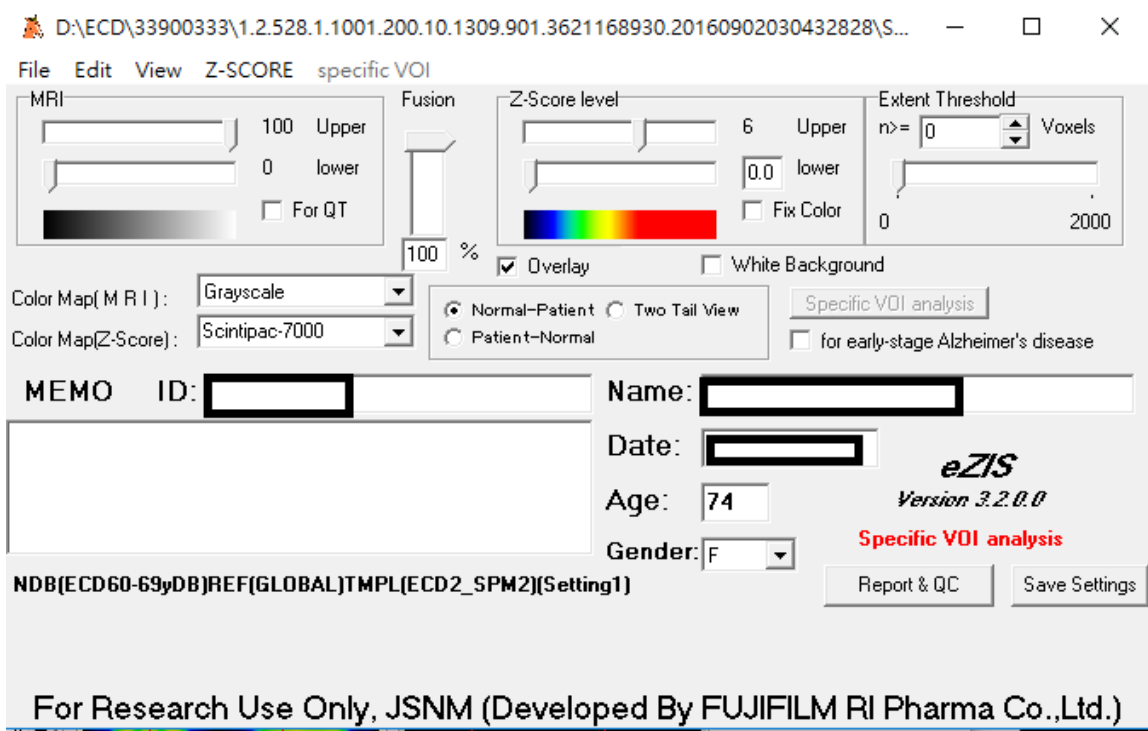 D:\ECD\33900333\1.2.528.1.1001.200.10.1309.901.3621168930.20160902030432828\S...
File Edit View Z-SCORE specific VOI
MRI Fusion Z-Score level Extent Threshold
100 Upper 6 Upper n>= 0 Voxels
0 lower 0.0 lower
For QT Fix Color 0 2000
100 % Overlay White Background
Color Map( M R I ) : Grayscale Normal-Patient Two Tail View Specific VOI analysis
Color Map(Z-Score) : Scintipac-7000 Patient-Normal for early-stage Alzheimer's disease
MEMO ID: Name:
Date:
eZIS
Age: 74 Version 3.2.0.0
Specific VOI analysis
Gender: F
NDB(ECD60-69yDB)REF(GLOBAL)TMPL(ECD2_SPM2)(Setting1) Report & QC Save Settings
For Research Use Only, JSNM (Developed By FUJIFILM RI Pharma Co.,Ltd.)